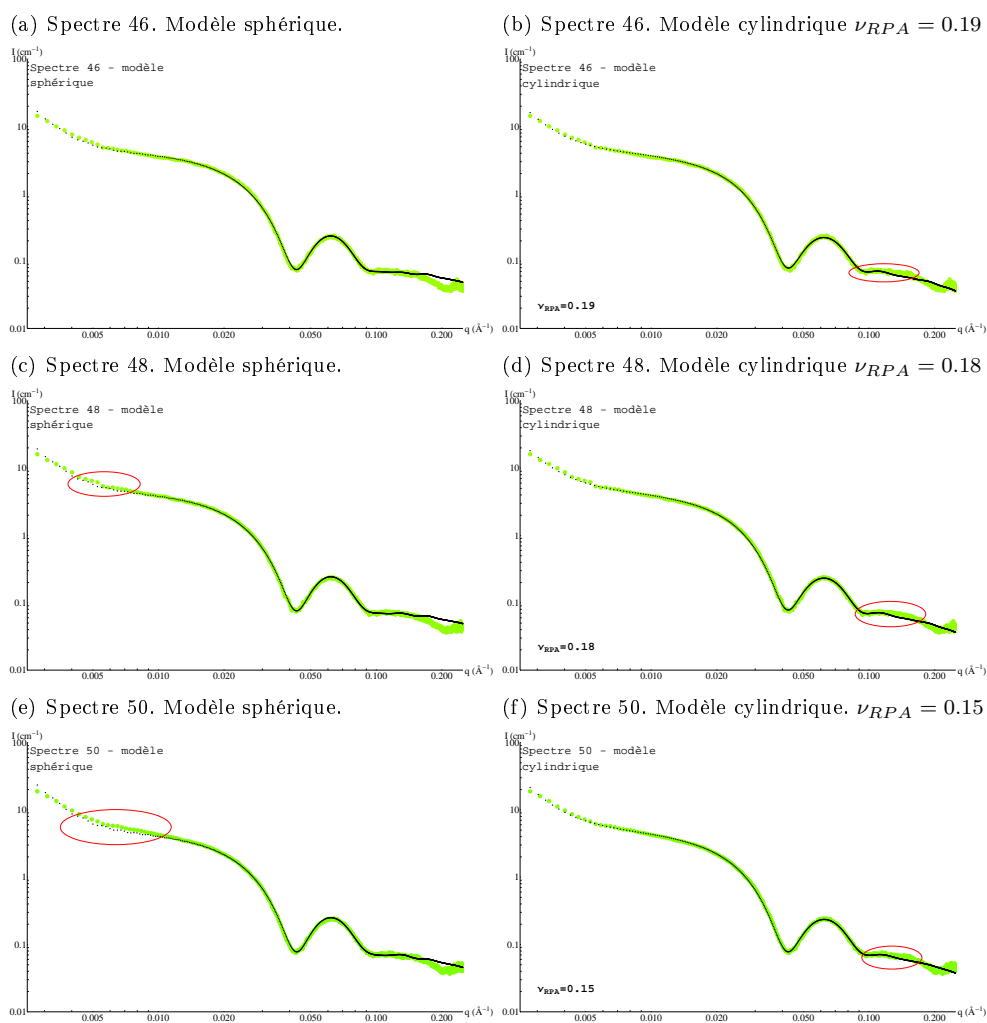 (a) Spectre 46. Modèle sphérique.
(b) Spectre 46. Modèle cylindrique ν_RPA = 0.19
I (cm⁻¹)
100
Spectre 46 - modèle
sphérique
10
1
0.1
0.01
0.005 0.010 0.020 0.050 0.100 0.200 q (Å⁻¹)
I (cm⁻¹)
100
Spectre 46 - modèle
cylindrique
10
1
0.1
ν_RPA=0.19
0.01
0.005 0.010 0.020 0.050 0.100 0.200 q (Å⁻¹)
(c) Spectre 48. Modèle sphérique.
(d) Spectre 48. Modèle cylindrique ν_RPA = 0.18
I (cm⁻¹)
100
Spectre 48 - modèle
sphérique
10
1
0.1
0.01
0.005 0.010 0.020 0.050 0.100 0.200 q (Å⁻¹)
I (cm⁻¹)
100
Spectre 48 - modèle
cylindrique
10
1
0.1
ν_RPA=0.18
0.01
0.005 0.010 0.020 0.050 0.100 0.200 q (Å⁻¹)
(e) Spectre 50. Modèle sphérique.
(f) Spectre 50. Modèle cylindrique. ν_RPA = 0.15
I (cm⁻¹)
100
Spectre 50 - modèle
sphérique
10
1
0.1
0.01
0.005 0.010 0.020 0.050 0.100 0.200 q (Å⁻¹)
I (cm⁻¹)
100
Spectre 50 - modèle
cylindrique
10
1
0.1
ν_RPA=0.15
0.01
0.005 0.010 0.020 0.050 0.100 0.200 q (Å⁻¹)